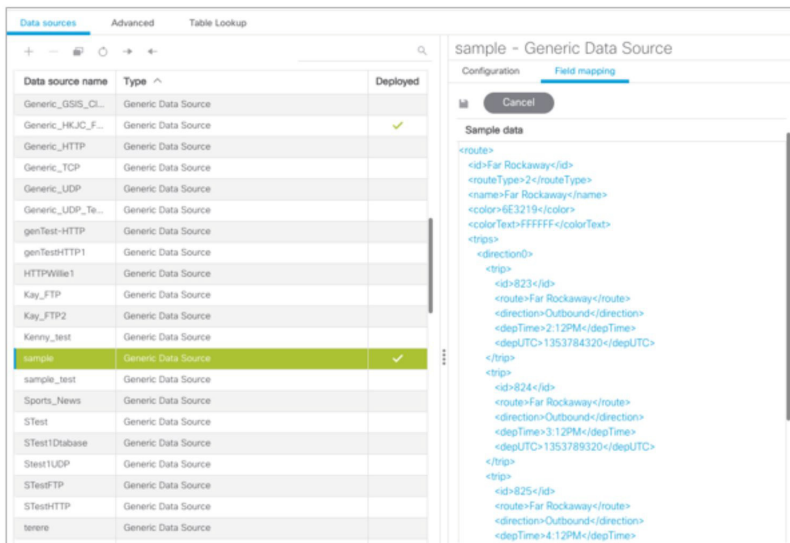 Data sources Advanced Table Lookup
Data source name Type Deployed
Generic_GSIS_Cl... Generic Data Source
Generic_HKJC_F... Generic Data Source
Generic_HTTP Generic Data Source
Generic_TCP Generic Data Source
Generic_UDP Generic Data Source
Generic_UDP_Te... Generic Data Source
genTest-HTTP Generic Data Source
genTestHTTP1 Generic Data Source
HTTPWillie1 Generic Data Source
Kay_FTP Generic Data Source
Kay_FTP2 Generic Data Source
Kenny_test Generic Data Source
sample Generic Data Source
sample_test Generic Data Source
Sports_News Generic Data Source
STest Generic Data Source
STest1Dtabase Generic Data Source
Stest1UDP Generic Data Source
STestFTP Generic Data Source
STestHTTP Generic Data Source
terere Generic Data Source
sample - Generic Data Source
Configuration Field mapping
Cancel
Sample data
<route>
<id>Far Rockaway</id>
<routeType>2</routeType>
<name>Far Rockaway</name>
<color>6E3219</color>
<colorText>FFFFFF</colorText>
<trips>
<direction0>
<trip>
<id>823</id>
<route>Far Rockaway</route>
<direction>Outbound</direction>
<depTime>2:12PM</depTime>
<depUTC>1353784320</depUTC>
</trip>
<trip>
<id>824</id>
<route>Far Rockaway</route>
<direction>Outbound</direction>
<depTime>3:12PM</depTime>
<depUTC>1353789320</depUTC>
</trip>
<trip>
<id>825</id>
<route>Far Rockaway</route>
<direction>Outbound</direction>
<depTime>4:12PM</depTime>